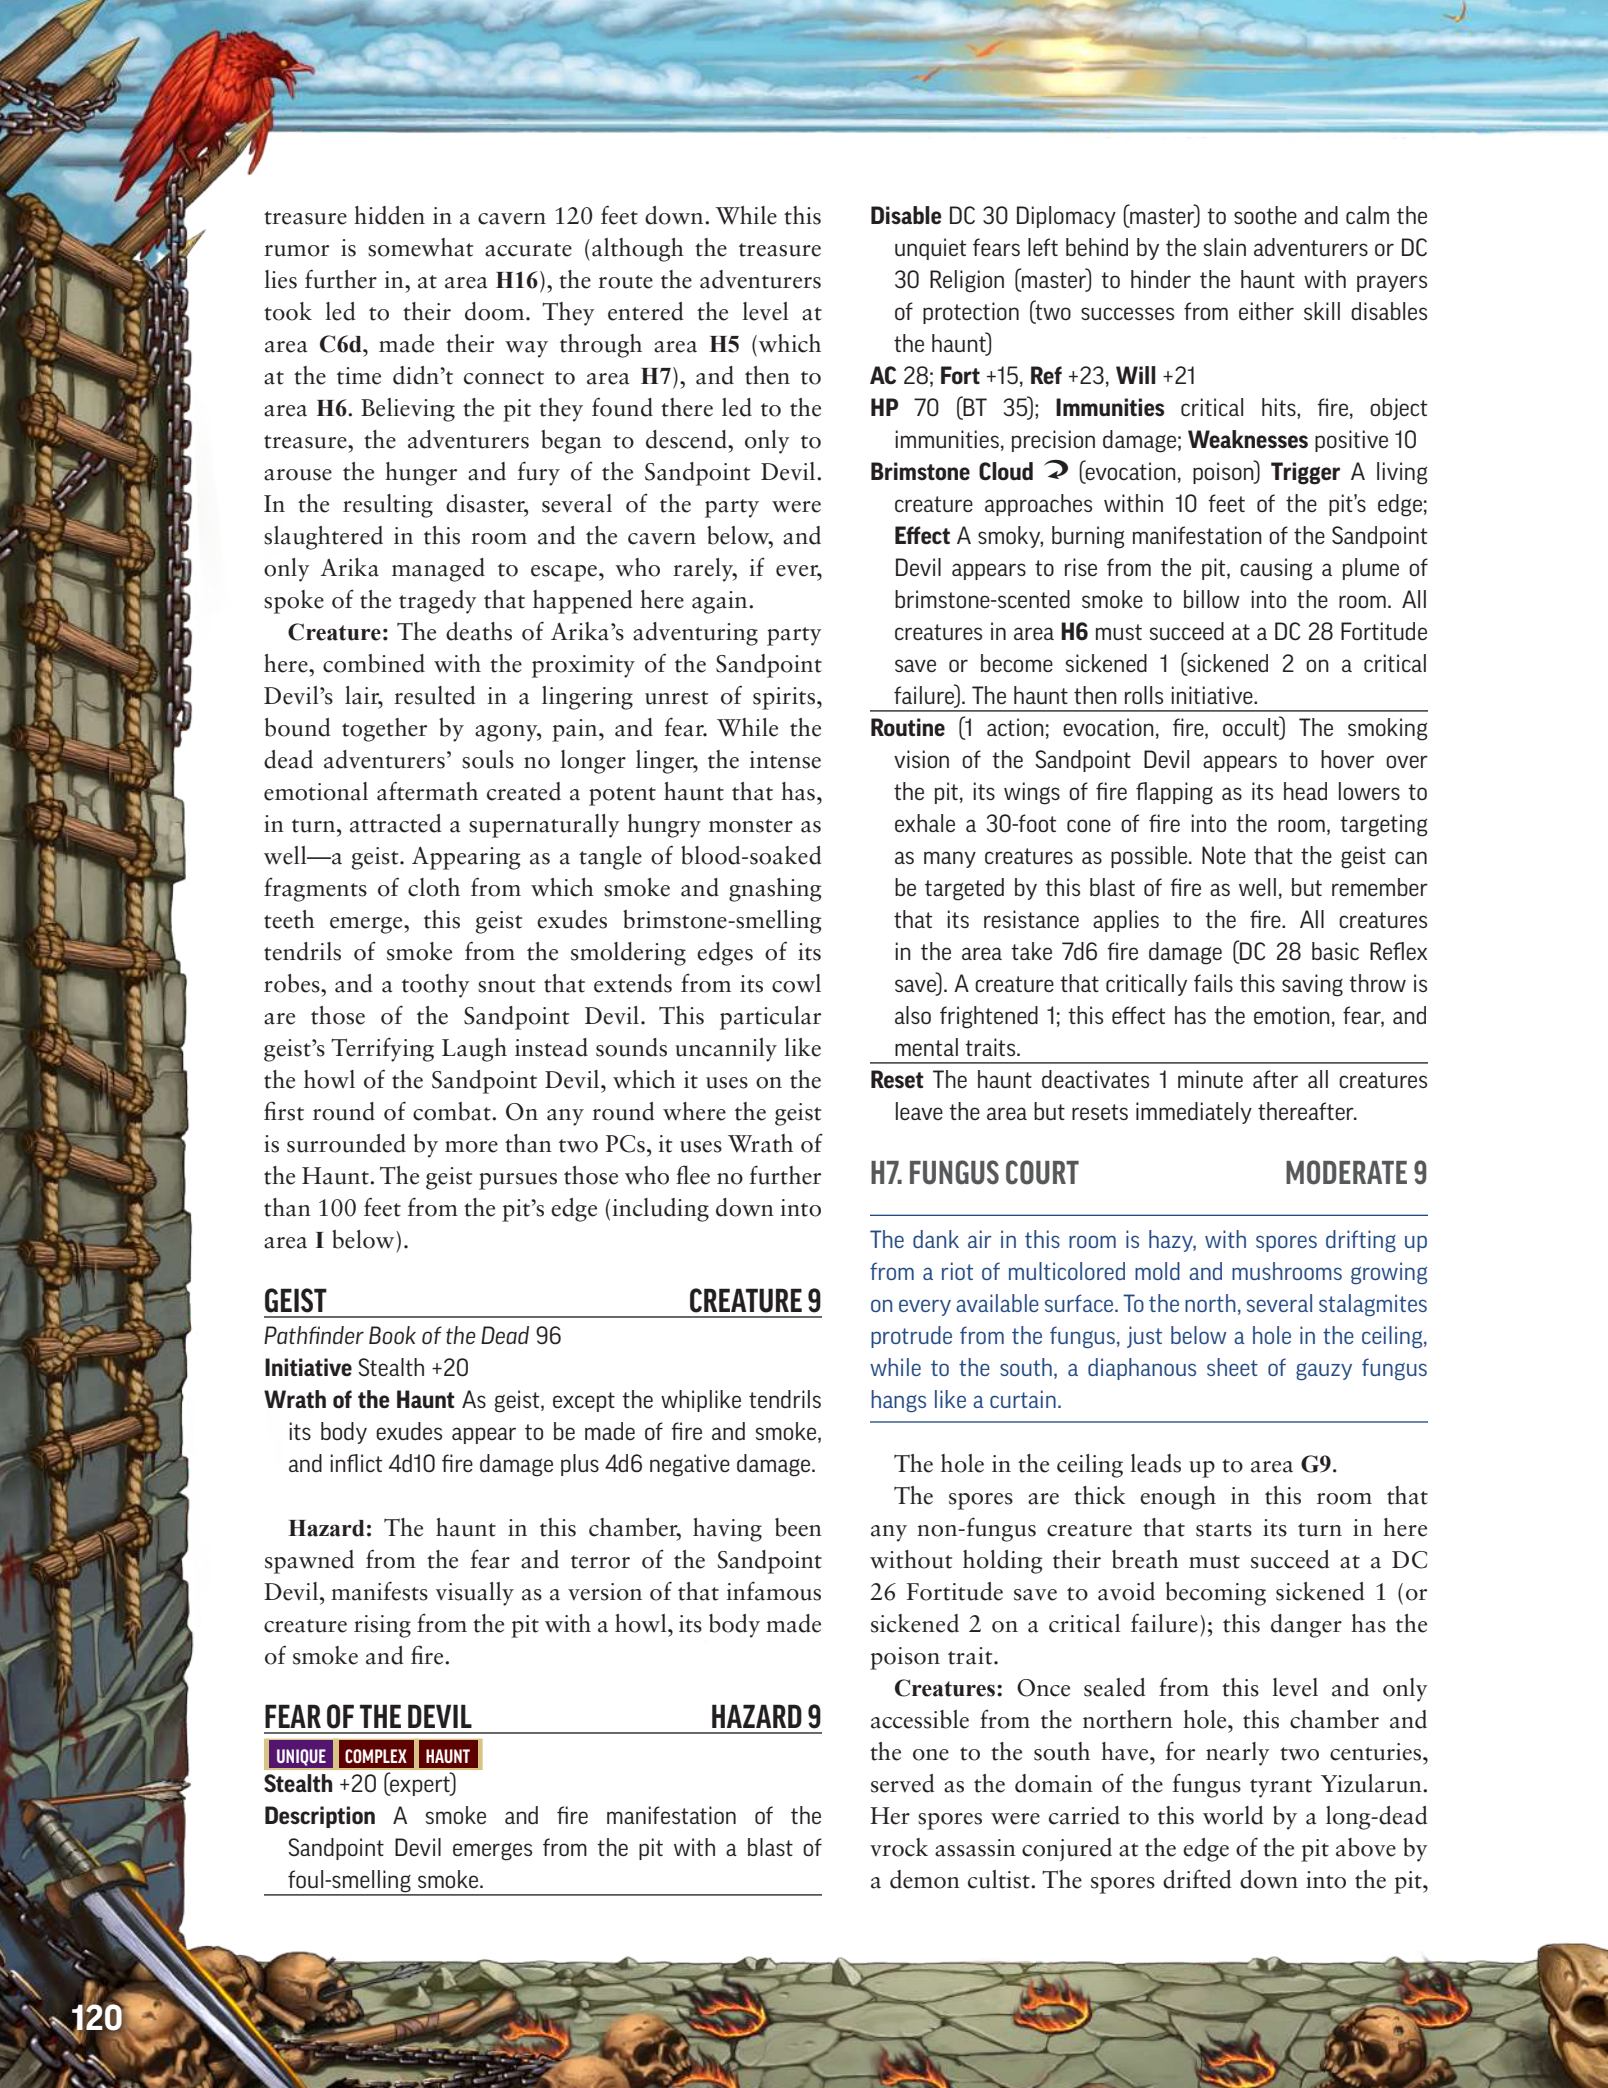 treasure hidden in a cavern 120 feet down. While this
rumor is somewhat accurate (although the treasure
lies further in, at area H16), the route the adventurers
took led to their doom. They entered the level at
area C6d, made their way through area H5 (which
at the time didn't connect to area H7), and then to
area H6. Believing the pit they found there led to the
treasure, the adventurers began to descend, only to
arouse the hunger and fury of the Sandpoint Devil.
In the resulting disaster, several of the party were
slaughtered in this room and the cavern below, and
only Arika managed to escape, who rarely, if ever,
spoke of the tragedy that happened here again.
Creature: The deaths of Arika's adventuring party
here, combined with the proximity of the Sandpoint
Devil's lair, resulted in a lingering unrest of spirits,
bound together by agony, pain, and fear. While the
dead adventurers' souls no longer linger, the intense
emotional aftermath created a potent haunt that has,
in turn, attracted a supernaturally hungry monster as
well—a geist. Appearing as a tangle of blood-soaked
fragments of cloth from which smoke and gnashing
teeth emerge, this geist exudes brimstone-smelling
tendrils of smoke from the smoldering edges of its
robes, and a toothy snout that extends from its cowl
are those of the Sandpoint Devil. This particular
geist's Terrifying Laugh instead sounds uncannily like
the howl of the Sandpoint Devil, which it uses on the
first round of combat. On any round where the geist
is surrounded by more than two PCs, it uses Wrath of
the Haunt. The geist pursues those who flee no further
than 100 feet from the pit's edge (including down into
area I below).
GEIST CREATURE 9
Pathfinder Book of the Dead 96
Initiative Stealth +20
Wrath of the Haunt As geist, except the whiplike tendrils
its body exudes appear to be made of fire and smoke,
and inflict 4d10 fire damage plus 4d6 negative damage.
Hazard: The haunt in this chamber, having been
spawned from the fear and terror of the Sandpoint
Devil, manifests visually as a version of that infamous
creature rising from the pit with a howl, its body made
of smoke and fire.
FEAR OF THE DEVIL HAZARD 9
UNIQUE COMPLEX HAUNT
Stealth +20 (expert)
Description A smoke and fire manifestation of the
Sandpoint Devil emerges from the pit with a blast of
foul-smelling smoke.
Disable DC 30 Diplomacy (master) to soothe and calm the
unquiet fears left behind by the slain adventurers or DC
30 Religion (master) to hinder the haunt with prayers
of protection (two successes from either skill disables
the haunt)
AC 28; Fort +15, Ref +23, Will +21
HP 70 (BT 35); Immunities critical hits, fire, object
immunities, precision damage; Weaknesses positive 10
Brimstone Cloud (evocation, poison) Trigger A living
creature approaches within 10 feet of the pit's edge;
Effect A smoky, burning manifestation of the Sandpoint
Devil appears to rise from the pit, causing a plume of
brimstone-scented smoke to billow into the room. All
creatures in area H6 must succeed at a DC 28 Fortitude
save or become sickened 1 (sickened 2 on a critical
failure). The haunt then rolls initiative.
Routine (1 action; evocation, fire, occult) The smoking
vision of the Sandpoint Devil appears to hover over
the pit, its wings of fire flapping as its head lowers to
exhale a 30-foot cone of fire into the room, targeting
as many creatures as possible. Note that the geist can
be targeted by this blast of fire as well, but remember
that its resistance applies to the fire. All creatures
in the area take 7d6 fire damage (DC 28 basic Reflex
save). A creature that critically fails this saving throw is
also frightened 1; this effect has the emotion, fear, and
mental traits.
Reset The haunt deactivates 1 minute after all creatures
leave the area but resets immediately thereafter.
H7. FUNGUS COURT MODERATE 9
The dank air in this room is hazy, with spores drifting up
from a riot of multicolored mold and mushrooms growing
on every available surface. To the north, several stalagmites
protrude from the fungus, just below a hole in the ceiling,
while to the south, a diaphanous sheet of gauzy fungus
hangs like a curtain.
The hole in the ceiling leads up to area G9.
The spores are thick enough in this room that
any non-fungus creature that starts its turn in here
without holding their breath must succeed at a DC
26 Fortitude save to avoid becoming sickened 1 (or
sickened 2 on a critical failure); this danger has the
poison trait.
Creatures: Once sealed from this level and only
accessible from the northern hole, this chamber and
the one to the south have, for nearly two centuries,
served as the domain of the fungus tyrant Yizularun.
Her spores were carried to this world by a long-dead
vrock assassin conjured at the edge of the pit above by
a demon cultist. The spores drifted down into the pit,
120